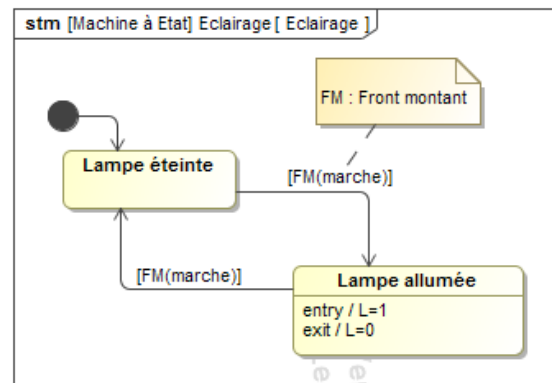 stm [Machine à Etat] Eclairage [ Eclairage ]
FM : Front montant
Lampe éteinte
[FM(marche)]
[FM(marche)]
Lampe allumée
entry / L=1
exit / L=0